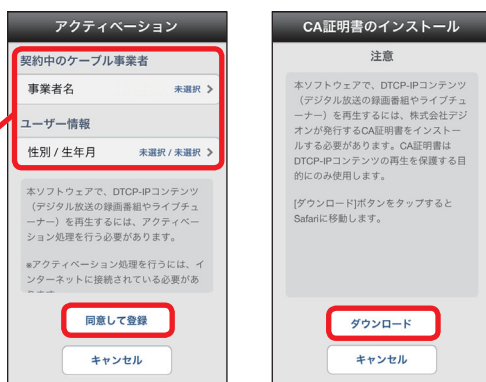 アクティベーション
契約中のケーブル事業者
事業者名 未選択
ユーザー情報
性別 / 生年月 未選択 / 未選択
本ソフトウェアで、DTCP-IPコンテンツ
（デジタル放送の録画番組やライブチュ
ーナー）を再生するには、アクティベー
ション処理を行う必要があります。
※アクティベーション処理を行うには、イ
ンターネットに接続されている必要があ
同意して登録
キャンセル
CA証明書のインストール
注意
本ソフトウェアで、DTCP-IPコンテンツ
（デジタル放送の録画番組やライブチュ
ーナー）を再生するには、株式会社デジ
オンが発行するCA証明書をインストー
ルする必要があります。CA証明書は
DTCP-IPコンテンツの再生を保護する目
的にのみ使用します。
[ダウンロード]ボタンをタップすると
Safariに移動します。
ダウンロード
キャンセル